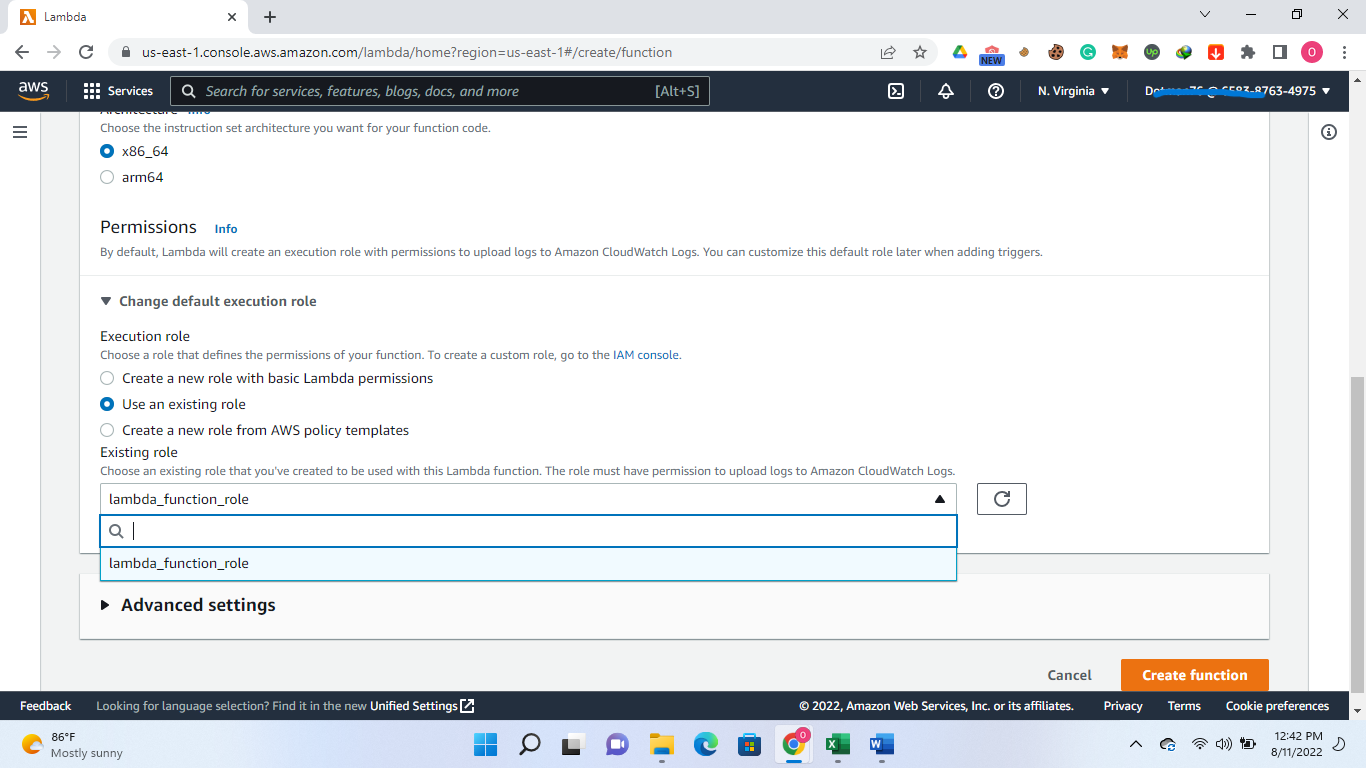 Lambda
us-east-1.console.aws.amazon.com/lambda/home?region=us-east-1#/create/function
NEW
G
Up
O
aws
Services
Search for services, features, blogs, docs, and more [Alt+S]
N. Virginia
8763-4975
Choose the instruction set architecture you want for your function code.
x86_64
arm64
Permissions Info
By default, Lambda will create an execution role with permissions to upload logs to Amazon CloudWatch Logs. You can customize this default role later when adding triggers.
Change default execution role
Execution role
Choose a role that defines the permissions of your function. To create a custom role, go to the IAM console.
Create a new role with basic Lambda permissions
Use an existing role
Create a new role from AWS policy templates
Existing role
Choose an existing role that you've created to be used with this Lambda function. The role must have permission to upload logs to Amazon CloudWatch Logs.
lambda_function_role
lambda_function_role
Advanced settings
Cancel
Create function
Feedback
Looking for language selection? Find it in the new Unified Settings
© 2022, Amazon Web Services, Inc. or its affiliates.
Privacy
Terms
Cookie preferences
86°F
Mostly sunny
12:42 PM
8/11/2022